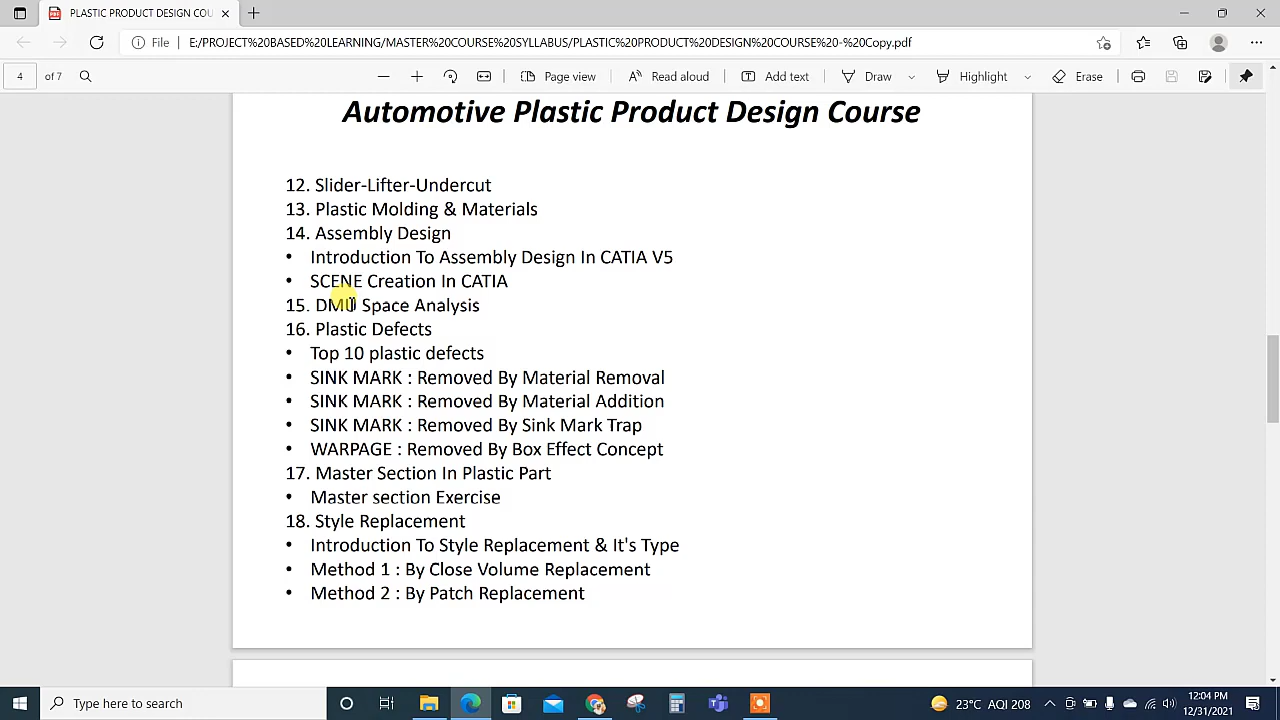 PLASTIC PRODUCT DESIGN COU
File
E:/PROJECT%20BASED%20LEARNING/MASTER%20COURSE%20SYLLABUS/PLASTIC%20PRODUCT%20DESIGN%20COURSE%20-%20Copy.pdf
4 of 7
Page view
Read aloud
Add text
Draw
Highlight
Erase
Automotive Plastic Product Design Course
12. Slider-Lifter-Undercut
13. Plastic Molding & Materials
14. Assembly Design
• Introduction To Assembly Design In CATIA V5
• SCENE Creation In CATIA
15. DMU Space Analysis
16. Plastic Defects
• Top 10 plastic defects
• SINK MARK : Removed By Material Removal
• SINK MARK : Removed By Material Addition
• SINK MARK : Removed By Sink Mark Trap
• WARPAGE : Removed By Box Effect Concept
17. Master Section In Plastic Part
• Master section Exercise
18. Style Replacement
• Introduction To Style Replacement & It's Type
• Method 1 : By Close Volume Replacement
• Method 2 : By Patch Replacement
Type here to search
23°C AQI 208
12:04 PM
12/31/2021